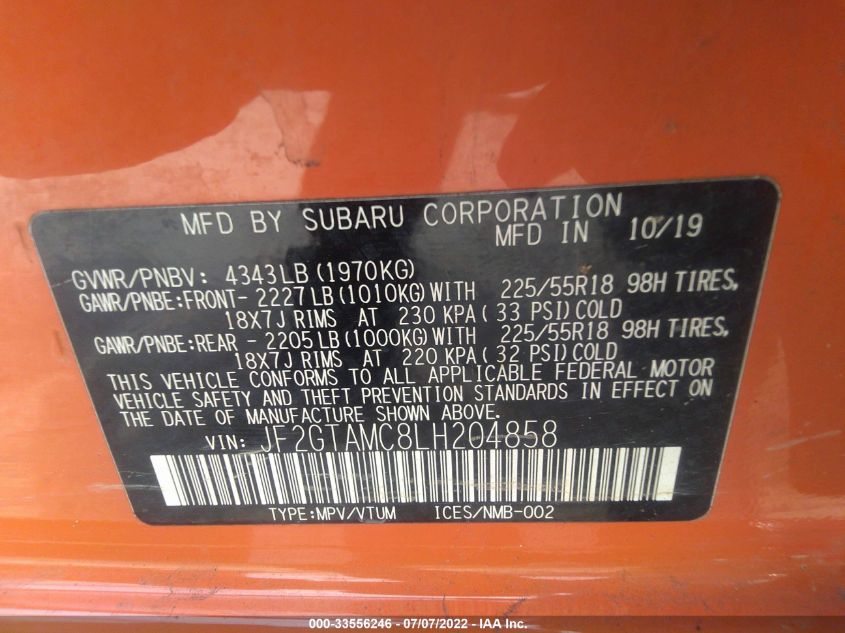 MFD BY SUBARU CORPORATION
MFD IN 10/19
GVWR/PNBV: 4343LB (1970KG)
GAWR/PNBE:FRONT- 2227 LB (1010KG) WITH 225/55R18 98H TIRES,
18X7J RIMS AT 230 KPA ( 33 PSI) COLD
GAWR/PNBE:REAR - 2205 LB (1000KG) WITH 225/55R18 98H TIRES,
18X7J RIMS AT 220 KPA ( 32 PSI) COLD
THIS VEHICLE CONFORMS TO ALL APPLICABLE FEDERAL MOTOR
VEHICLE SAFETY AND THEFT PREVENTION STANDARDS IN EFFECT ON
THE DATE OF MANUFACTURE SHOWN ABOVE.
VIN: JF2GTAMC8LH204858
TYPE:MPV/VTUM ICES/NMB-002
000-33556246 - 07/07/2022 - IAA Inc.